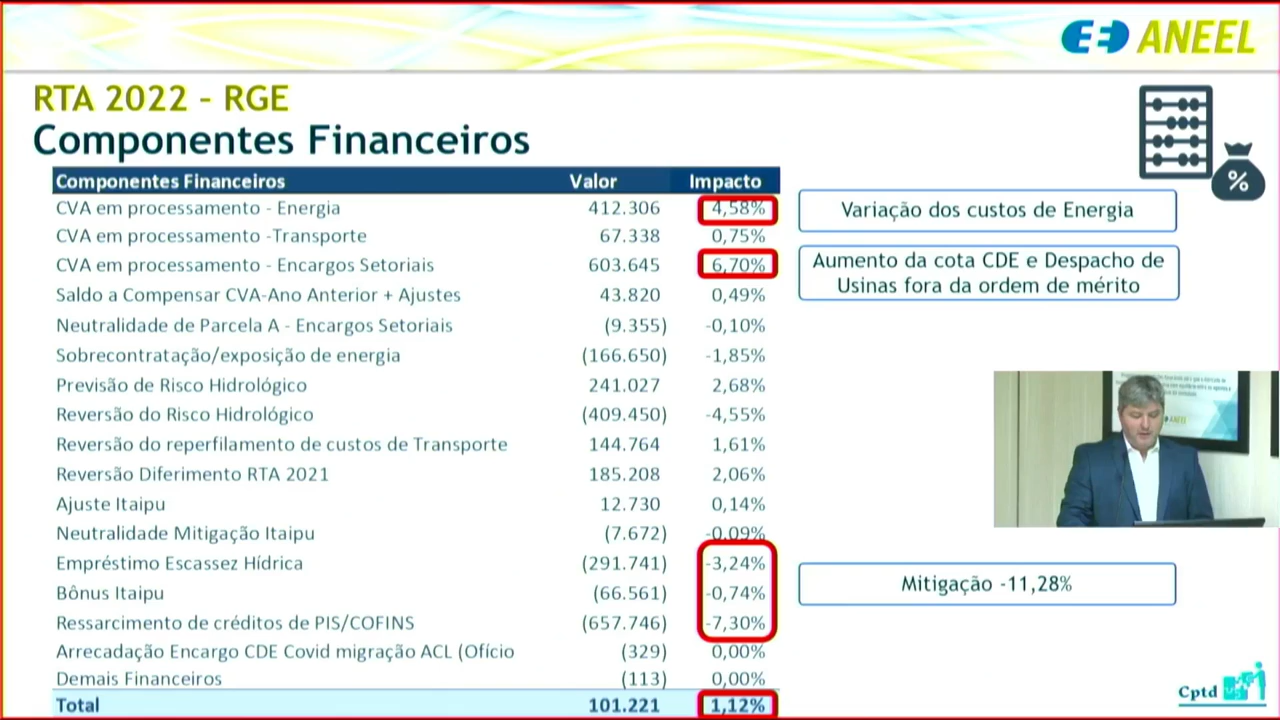 ANEEL
RTA 2022 – RGE
Componentes Financeiros
Componentes Financeiros Valor Impacto
CVA em processamento - Energia 412.306 4,58%
CVA em processamento -Transporte 67.338 0,75%
CVA em processamento - Encargos Setoriais 603.645 6,70%
Saldo a Compensar CVA-Ano Anterior + Ajustes 43.820 0,49%
Neutralidade de Parcela A - Encargos Setoriais (9.355) -0,10%
Sobrecontratação/exposição de energia (166.650) -1,85%
Previsão de Risco Hidrológico 241.027 2,68%
Reversão do Risco Hidrológico (409.450) -4,55%
Reversão do reperfilamento de custos de Transporte 144.764 1,61%
Reversão Diferimento RTA 2021 185.208 2,06%
Ajuste Itaipu 12.730 0,14%
Neutralidade Mitigação Itaipu (7.672) -0,09%
Empréstimo Escassez Hídrica (291.741) -3,24%
Bônus Itaipu (66.561) -0,74%
Ressarcimento de créditos de PIS/COFINS (657.746) -7,30%
Arrecadação Encargo CDE Covid migração ACL (Ofício (329) 0,00%
Demais Financeiros (113) 0,00%
Total 101.221 1,12%
%
Variação dos custos de Energia
Aumento da cota CDE e Despacho de
Usinas fora da ordem de mérito
Mitigação -11,28%
ANEEL
Cptd